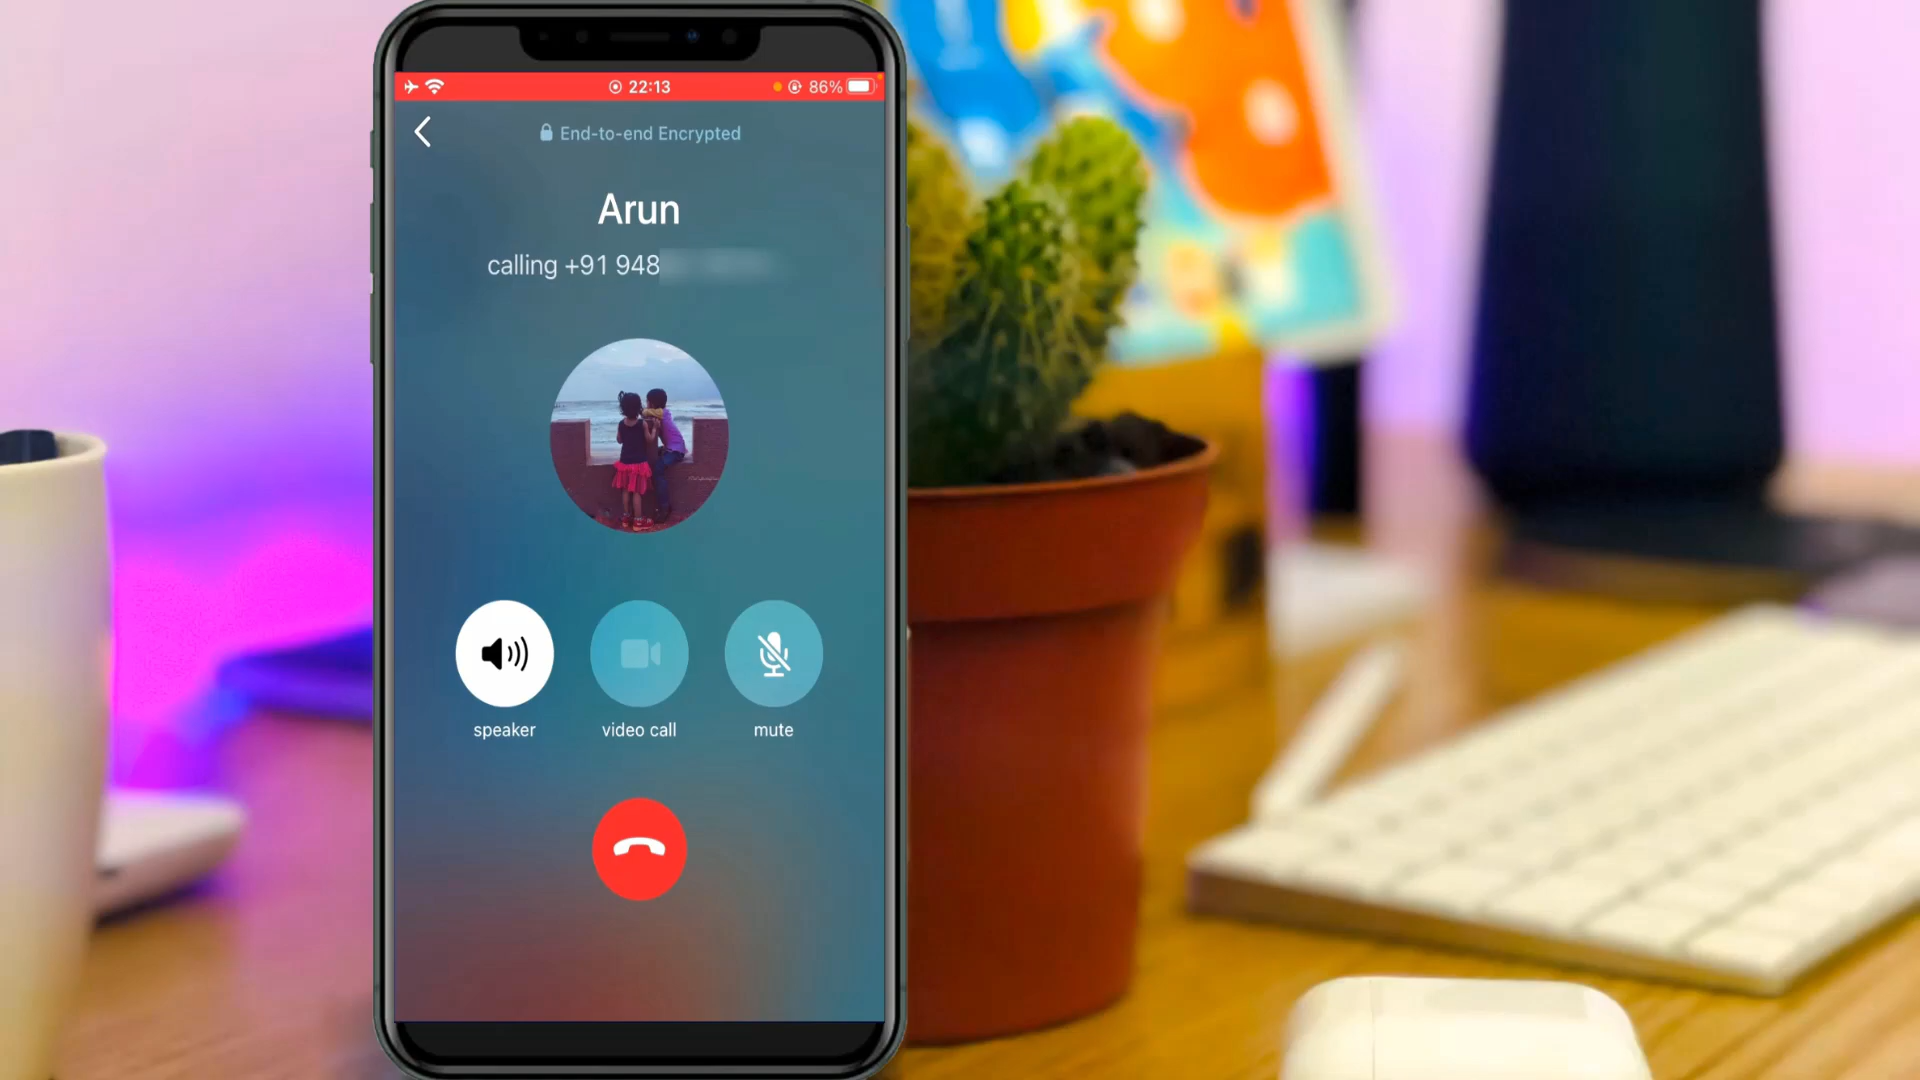 22:13
86%
End-to-end Encrypted
Arun
calling +91 948
speaker
video call
mute